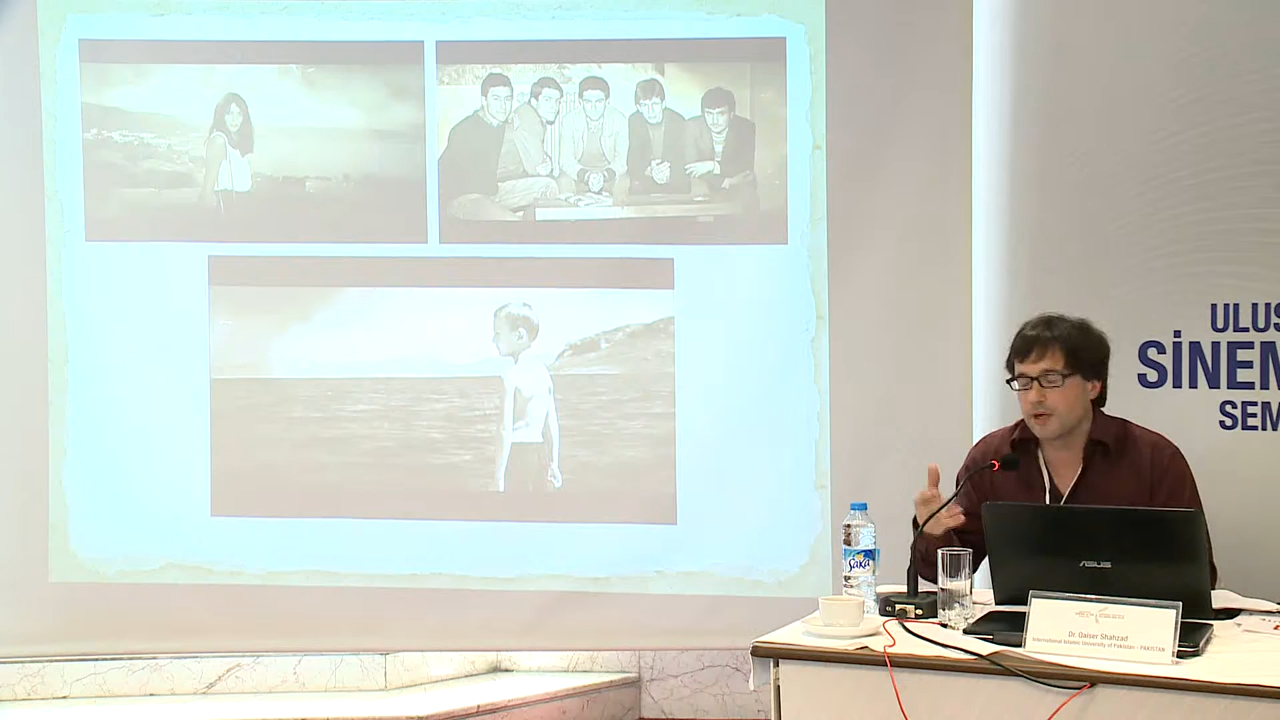 ULUS
SİNEM
SEM
Saka
ASUS
Dr. Qaiser Shahzad
International Islamic University of Pakistan - PAKISTAN